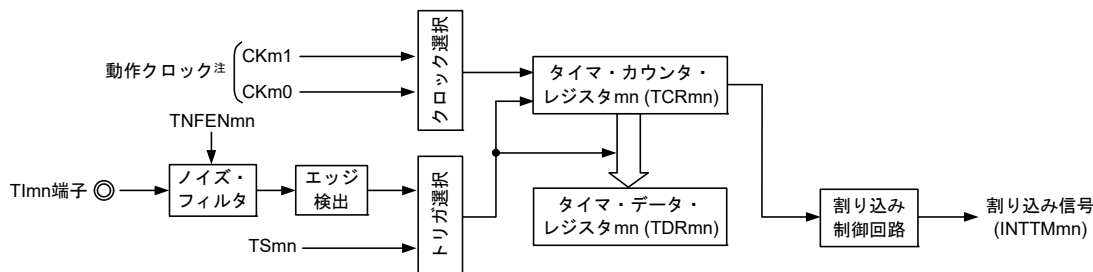 動作クロック注
CKm1
CKm0
クロック選択
タイマ・カウンタ・
レジスタmn (TCRmn)
TNFENmn
TImn端子
ノイズ・
フィルタ
エッジ
検出
トリガ選択
TSmn
タイマ・データ・
レジスタmn (TDRmn)
割り込み
制御回路
割り込み信号
(INTTMmn)